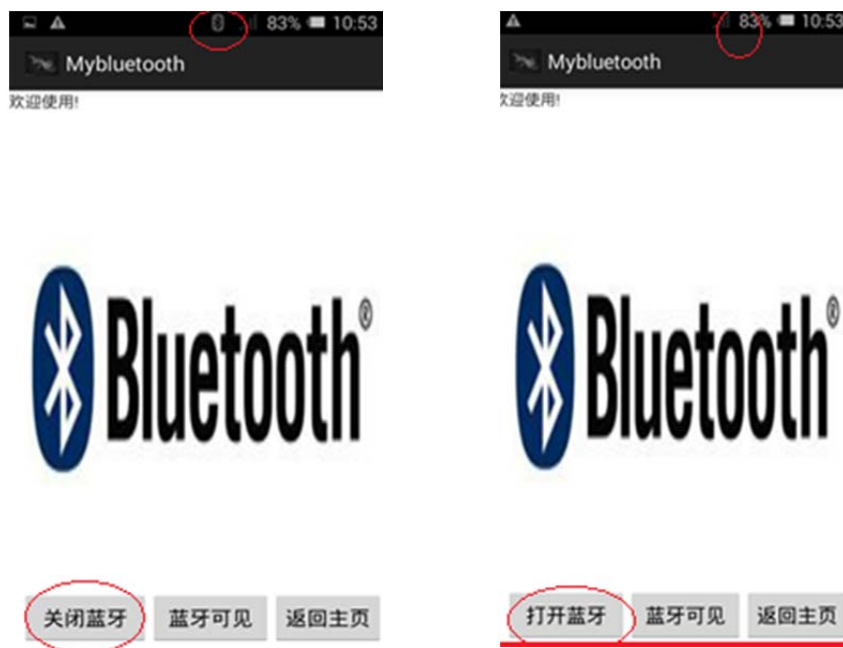 83% 10:53
Mybluetooth
欢迎使用!
Bluetooth®
关闭蓝牙 蓝牙可见 返回主页
83% 10:53
Mybluetooth
欢迎使用!
Bluetooth®
打开蓝牙 蓝牙可见 返回主页